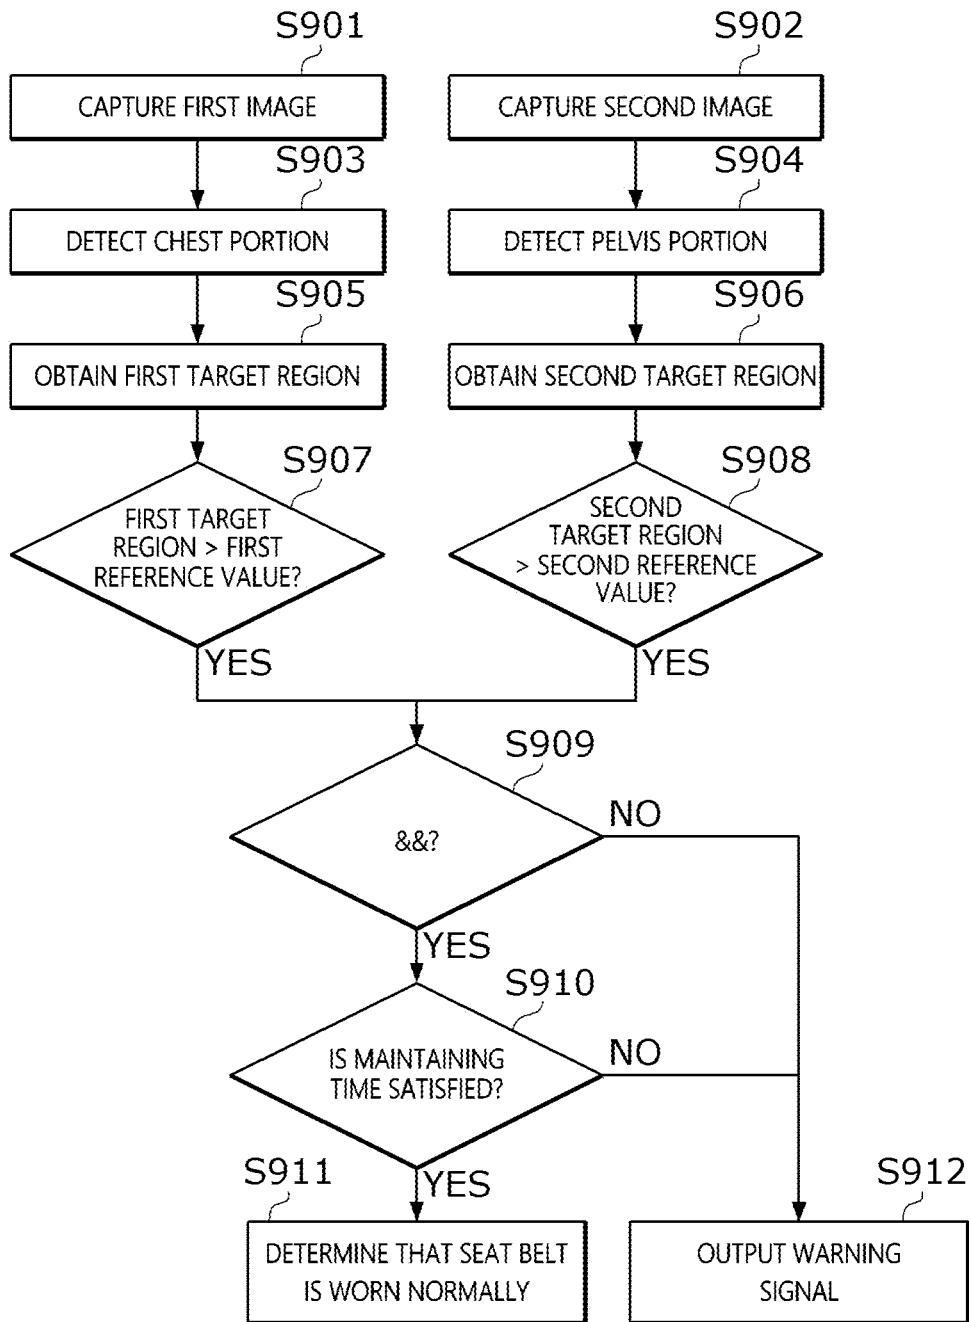 S901
S902
CAPTURE FIRST IMAGE
CAPTURE SECOND IMAGE
S903
S904
DETECT CHEST PORTION
DETECT PELVIS PORTION
S905
S906
OBTAIN FIRST TARGET REGION
OBTAIN SECOND TARGET REGION
S907
S908
FIRST TARGET
REGION > FIRST
REFERENCE VALUE?
SECOND
TARGET REGION
> SECOND REFERENCE
VALUE?
YES
YES
S909
&&?
NO
YES
S910
IS MAINTAINING
TIME SATISFIED?
NO
YES
S911
S912
DETERMINE THAT SEAT BELT
IS WORN NORMALLY
OUTPUT WARNING
SIGNAL